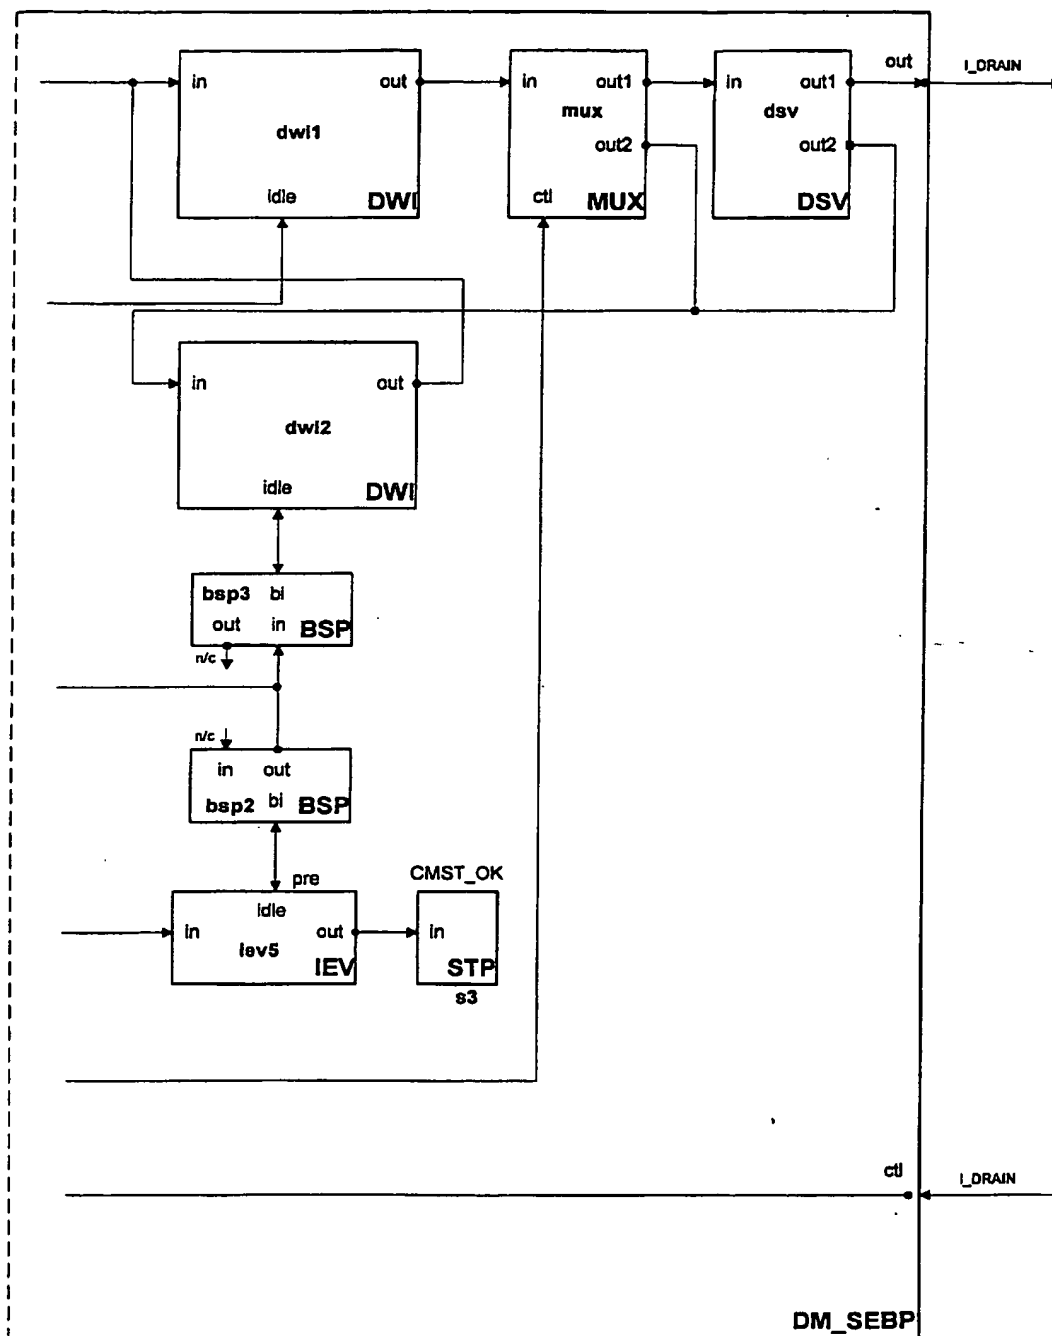 out
I_DRAIN
in
out
in
out1
in
out1
dwi1
mux
dsv
out2
out2
idle
DWI
ctl
MUX
DSV
in
out
dwi2
idle
DWI
bsp3
bi
out
in
BSP
n/c
n/c
in
out
bsp2
bi
BSP
pre
CMST_OK
idle
in
out
in
iev5
IEV
STP
s3
ctl
I_DRAIN
DM_SEBP